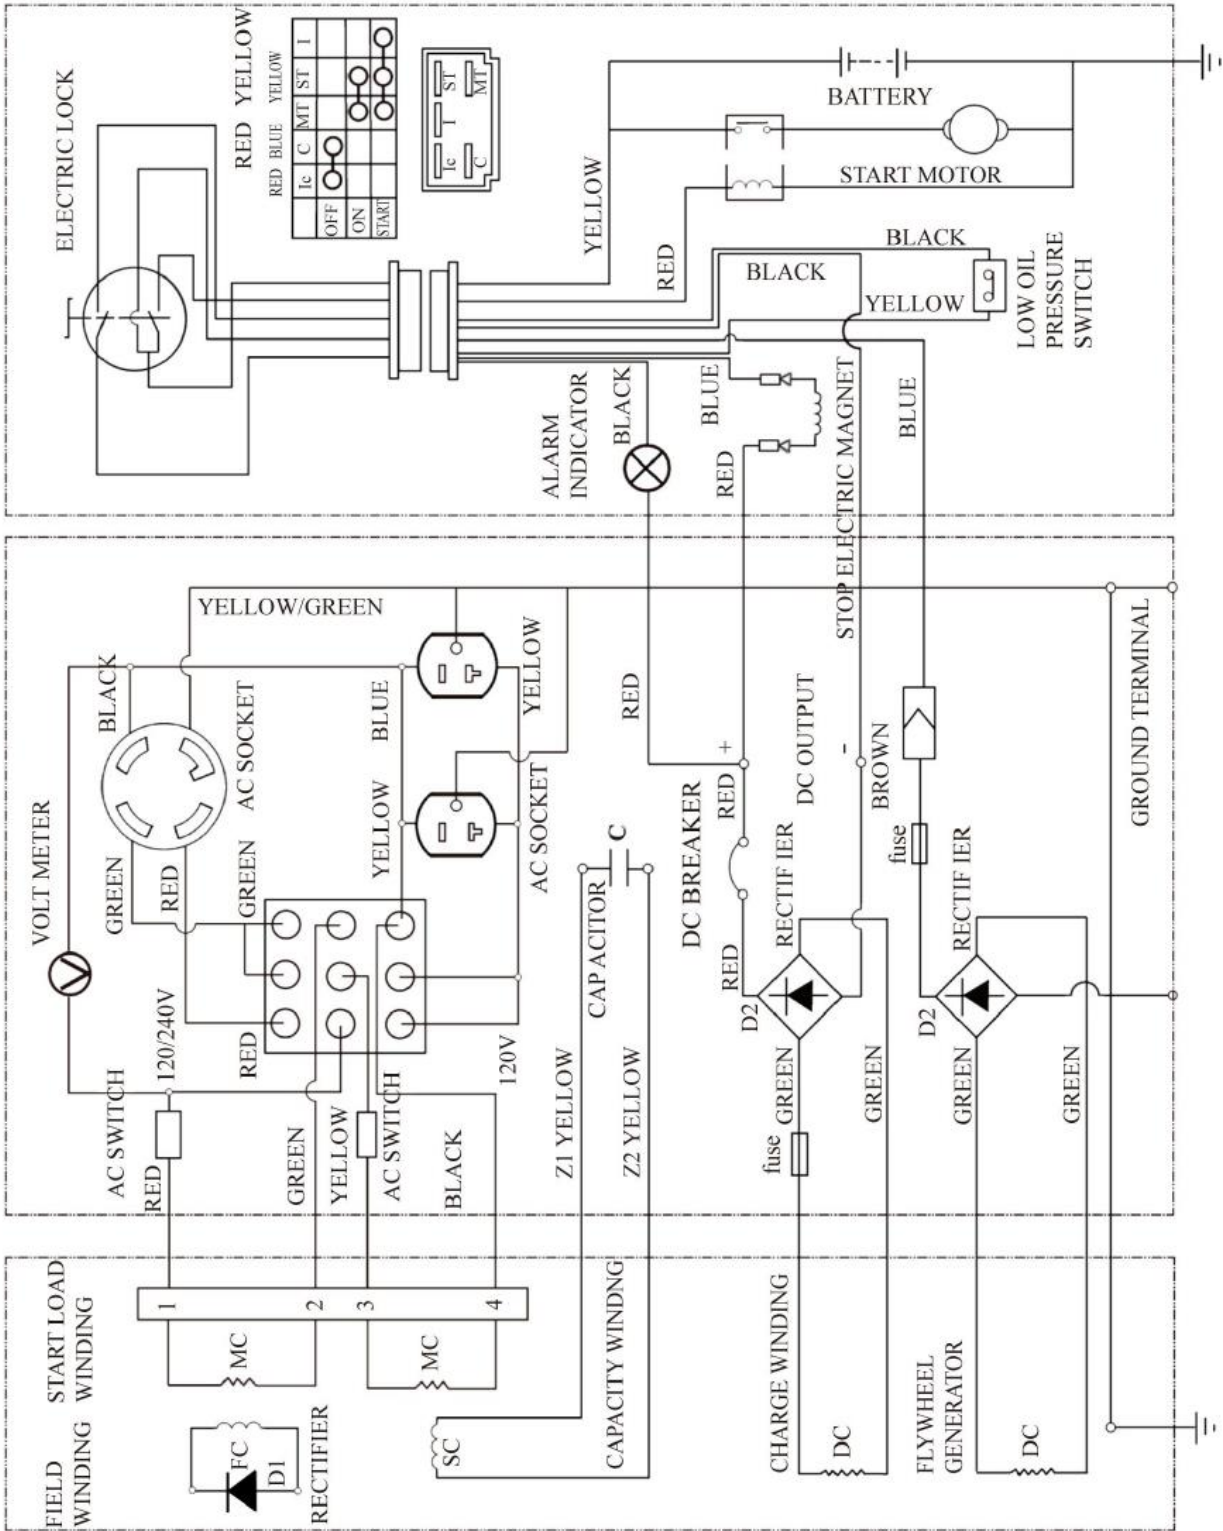 ELECTRIC LOCK
RED YELLOW
RED BLUE YELLOW
Ic C MT ST I
OFF
ON
START
Ic I ST
C MT
YELLOW
RED
BATTERY
START MOTOR
BLACK
BLACK
YELLOW
LOW OIL
PRESSURE
SWITCH
ALARM
INDICATOR
BLACK
BLUE
RED
STOP ELECTRIC MAGNET
BLUE
VOLT METER
YELLOW/GREEN
BLACK
AC SOCKET
GREEN
RED
GREEN
BLUE
YELLOW
YELLOW
AC SOCKET
AC SWITCH
120/240V
RED
RED
GREEN
YELLOW
AC SWITCH
BLACK
120V
CAP ACITOR
C
Z1 YELLOW
Z2 YELLOW
RED
DC BREAKER
RED
+
DC OUTPUT
-
RED
RECTIF IER
D2
BROWN
fuse
RECTIF IER
D2
GREEN
fuse
GREEN
GREEN
GREEN
GROUND TERMINAL
FIELD
WINDING
START LOAD
WINDING
1
2
3
4
MC
MC
FC
D1
RECTIFIER
SC
CAPACITY WINDNG
CHARGE WINDING
DC
FLYWHEEL
GENERATOR
DC
V